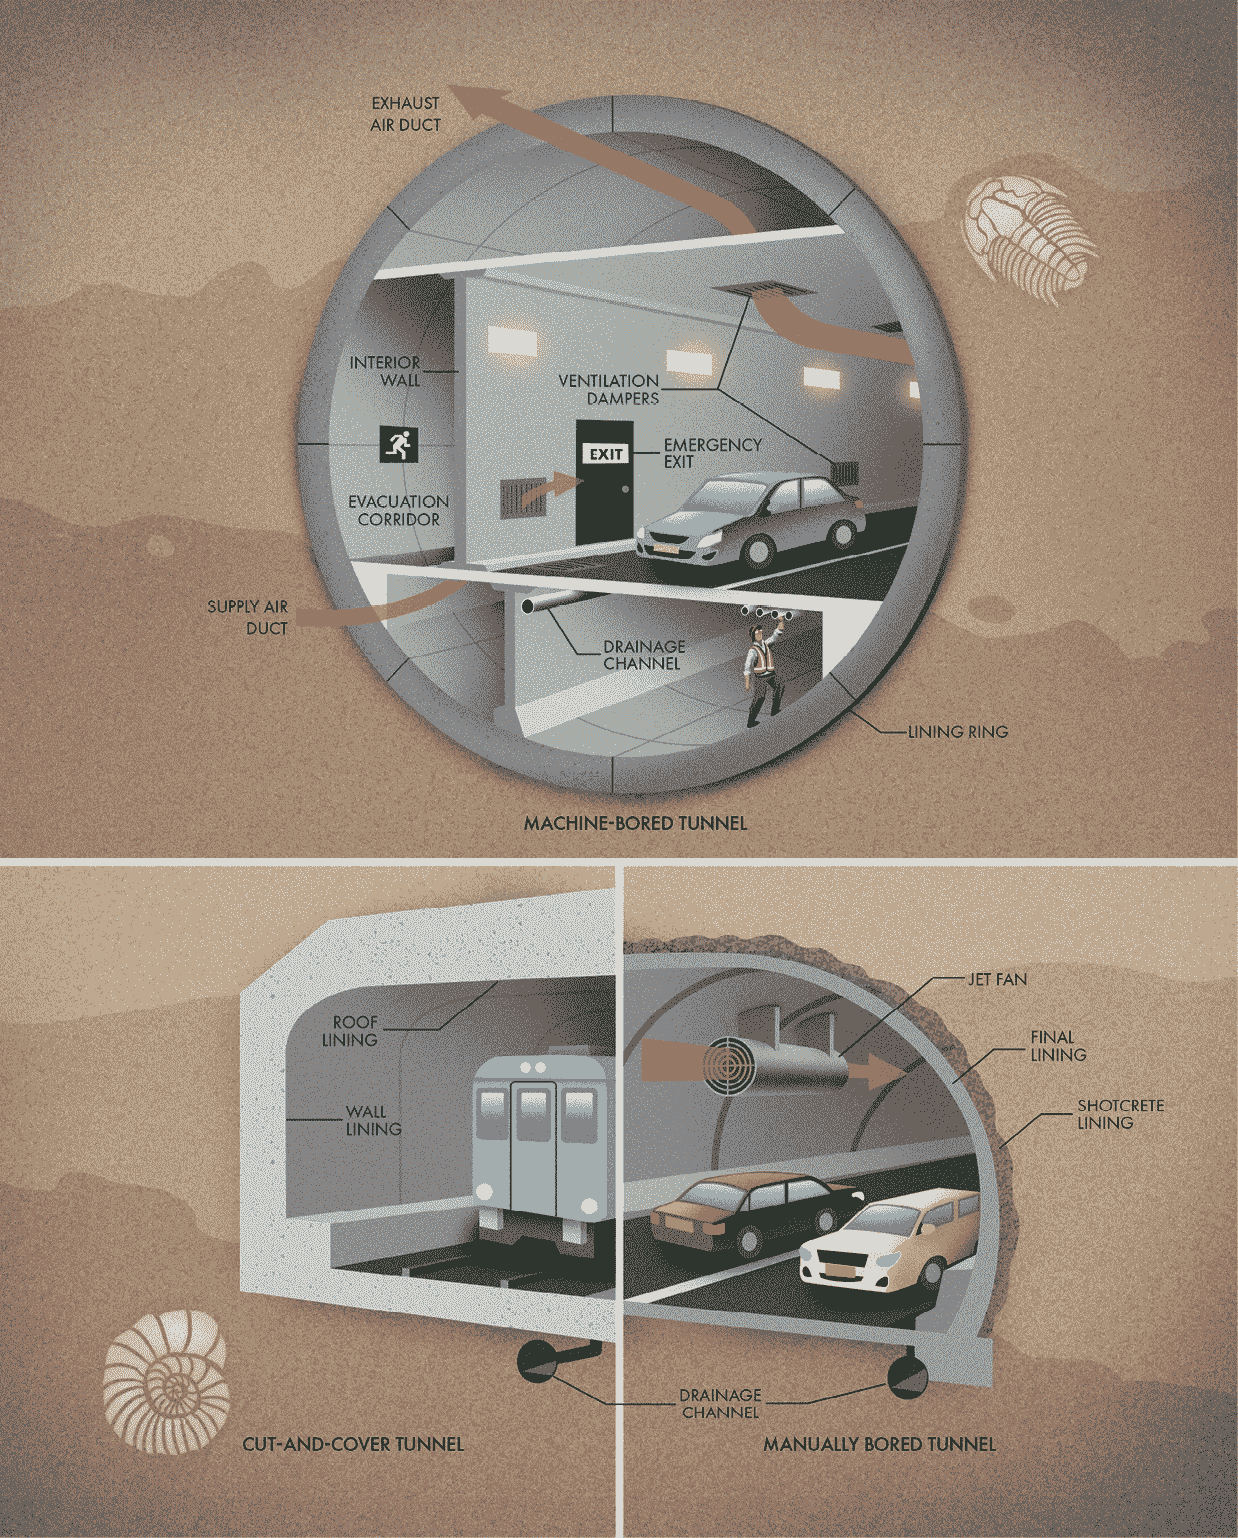 EXHAUST
AIR DUCT
INTERIOR
WALL
VENTILATION
DAMPERS
EXIT
EMERGENCY
EXIT
EVACUATION
CORRIDOR
SUPPLY AIR
DUCT
DRAINAGE
CHANNEL
LINING RING
MACHINE-BORED TUNNEL
ROOF
LINING
WALL
LINING
JET FAN
FINAL
LINING
SHOTCRETE
LINING
DRAINAGE
CHANNEL
CUT-AND-COVER TUNNEL
MANUALLY BORED TUNNEL